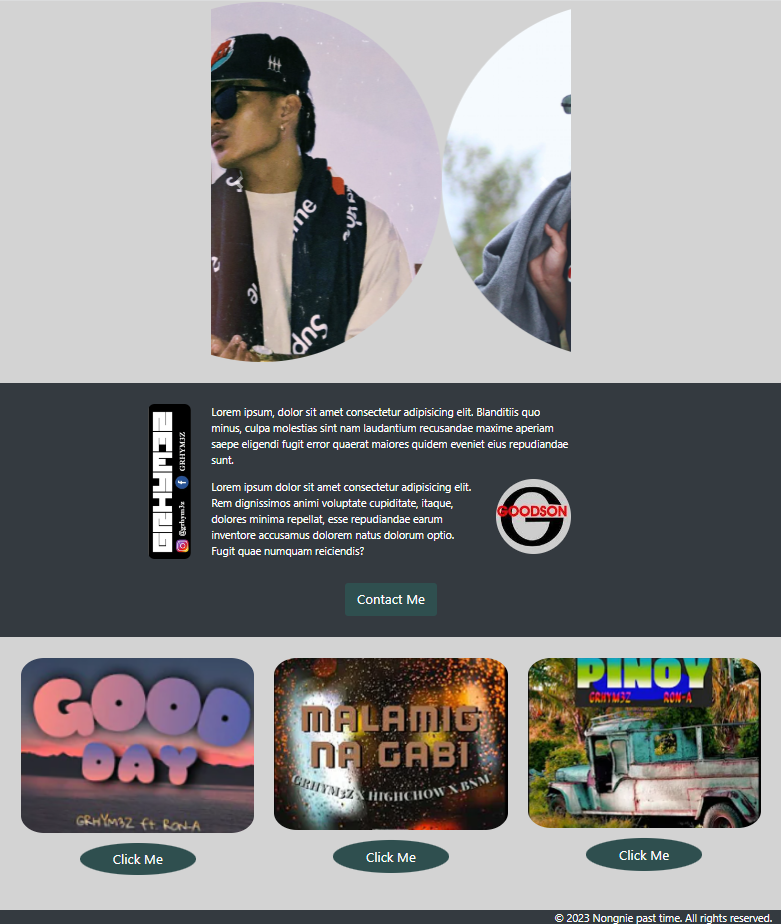 me
Sup
Lorem ipsum, dolor sit amet consectetur adipisicing elit. Blanditiis quo
minus, culpa molestias sint nam laudantium recusandae maxime aperiam
saepe eligendi fugit error quaerat maiores quidem eveniet eius repudiandae
sunt.
GRHYM3Z
@grhym3z
GRHYM3Z
Lorem ipsum dolor sit amet consectetur adipisicing elit.
Rem dignissimos animi voluptate cupiditate, itaque,
dolores minima repellat, esse repudiandae earum
inventore accusamus dolorem natus dolorum optio.
Fugit quae numquam reiciendis?
GOODSON
Contact Me
GOOD
DAY
GRHYM3Z ft. RON-A
MALAMIG
NA GABI
GRHYM3Z X HIGHCHOW X BSM
PINOY
GRHYM3Z RON-A
Click Me
Click Me
Click Me
© 2023 Nongnie past time. All rights reserved.